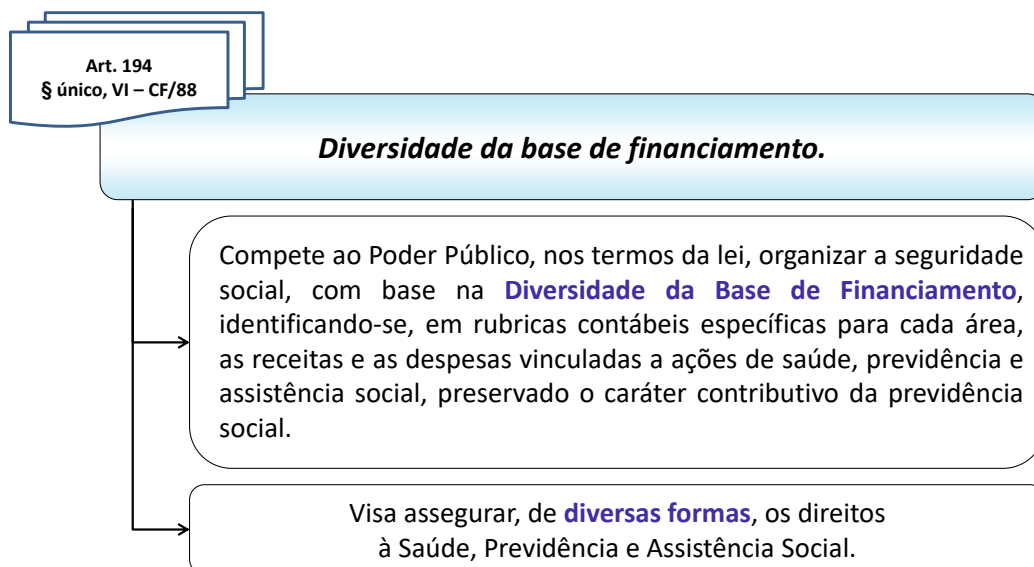 Art. 194
§ único, VI – CF/88
Diversidade da base de financiamento.
Compete ao Poder Público, nos termos da lei, organizar a seguridade
social, com base na Diversidade da Base de Financiamento,
identificando-se, em rubricas contábeis específicas para cada área,
as receitas e as despesas vinculadas a ações de saúde, previdência e
assistência social, preservado o caráter contributivo da previdência
social.
Visa assegurar, de diversas formas, os direitos
à Saúde, Previdência e Assistência Social.